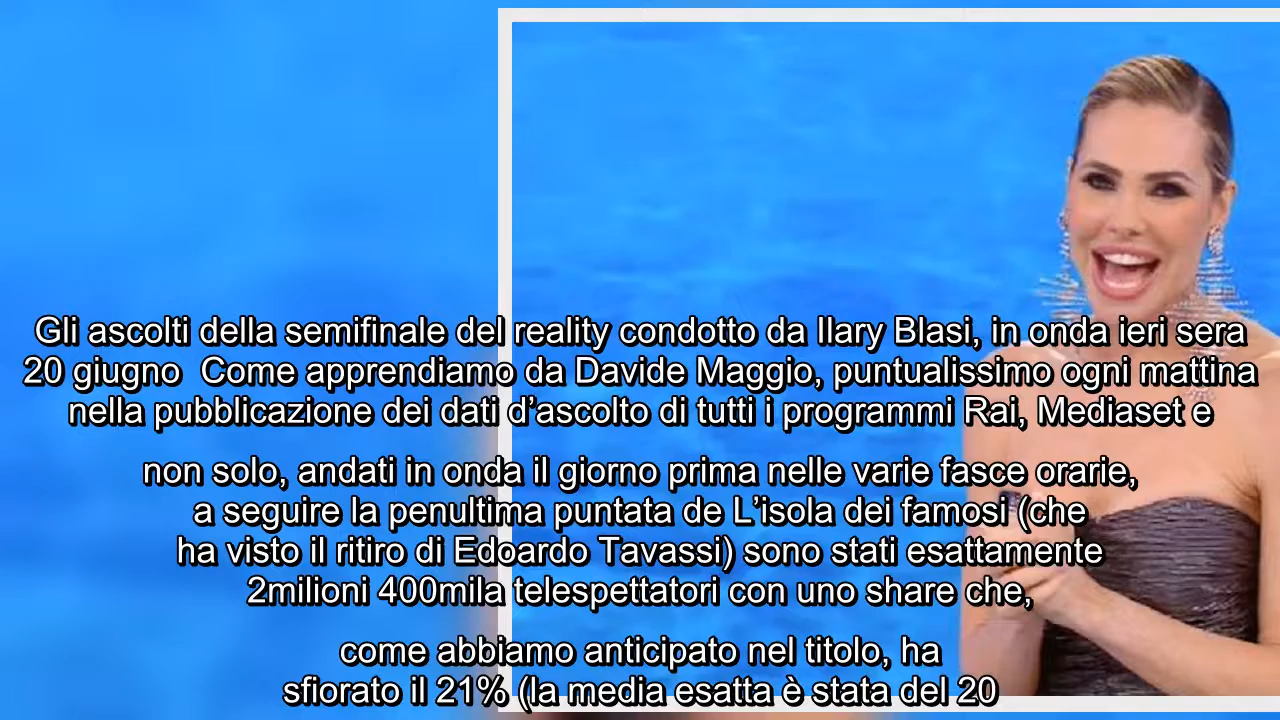 Gli ascolti della semifinale del reality condotto da Ilary Blasi, in onda ieri sera
20 giugno  Come apprendiamo da Davide Maggio, puntualissimo ogni mattina
nella pubblicazione dei dati d’ascolto di tutti i programmi Rai, Mediaset e
non solo, andati in onda il giorno prima nelle varie fasce orarie,
a seguire la penultima puntata de L’isola dei famosi (che
ha visto il ritiro di Edoardo Tavassi) sono stati esattamente
2milioni 400mila telespettatori con uno share che,
come abbiamo anticipato nel titolo, ha
sfiorato il 21% (la media esatta è stata del 20